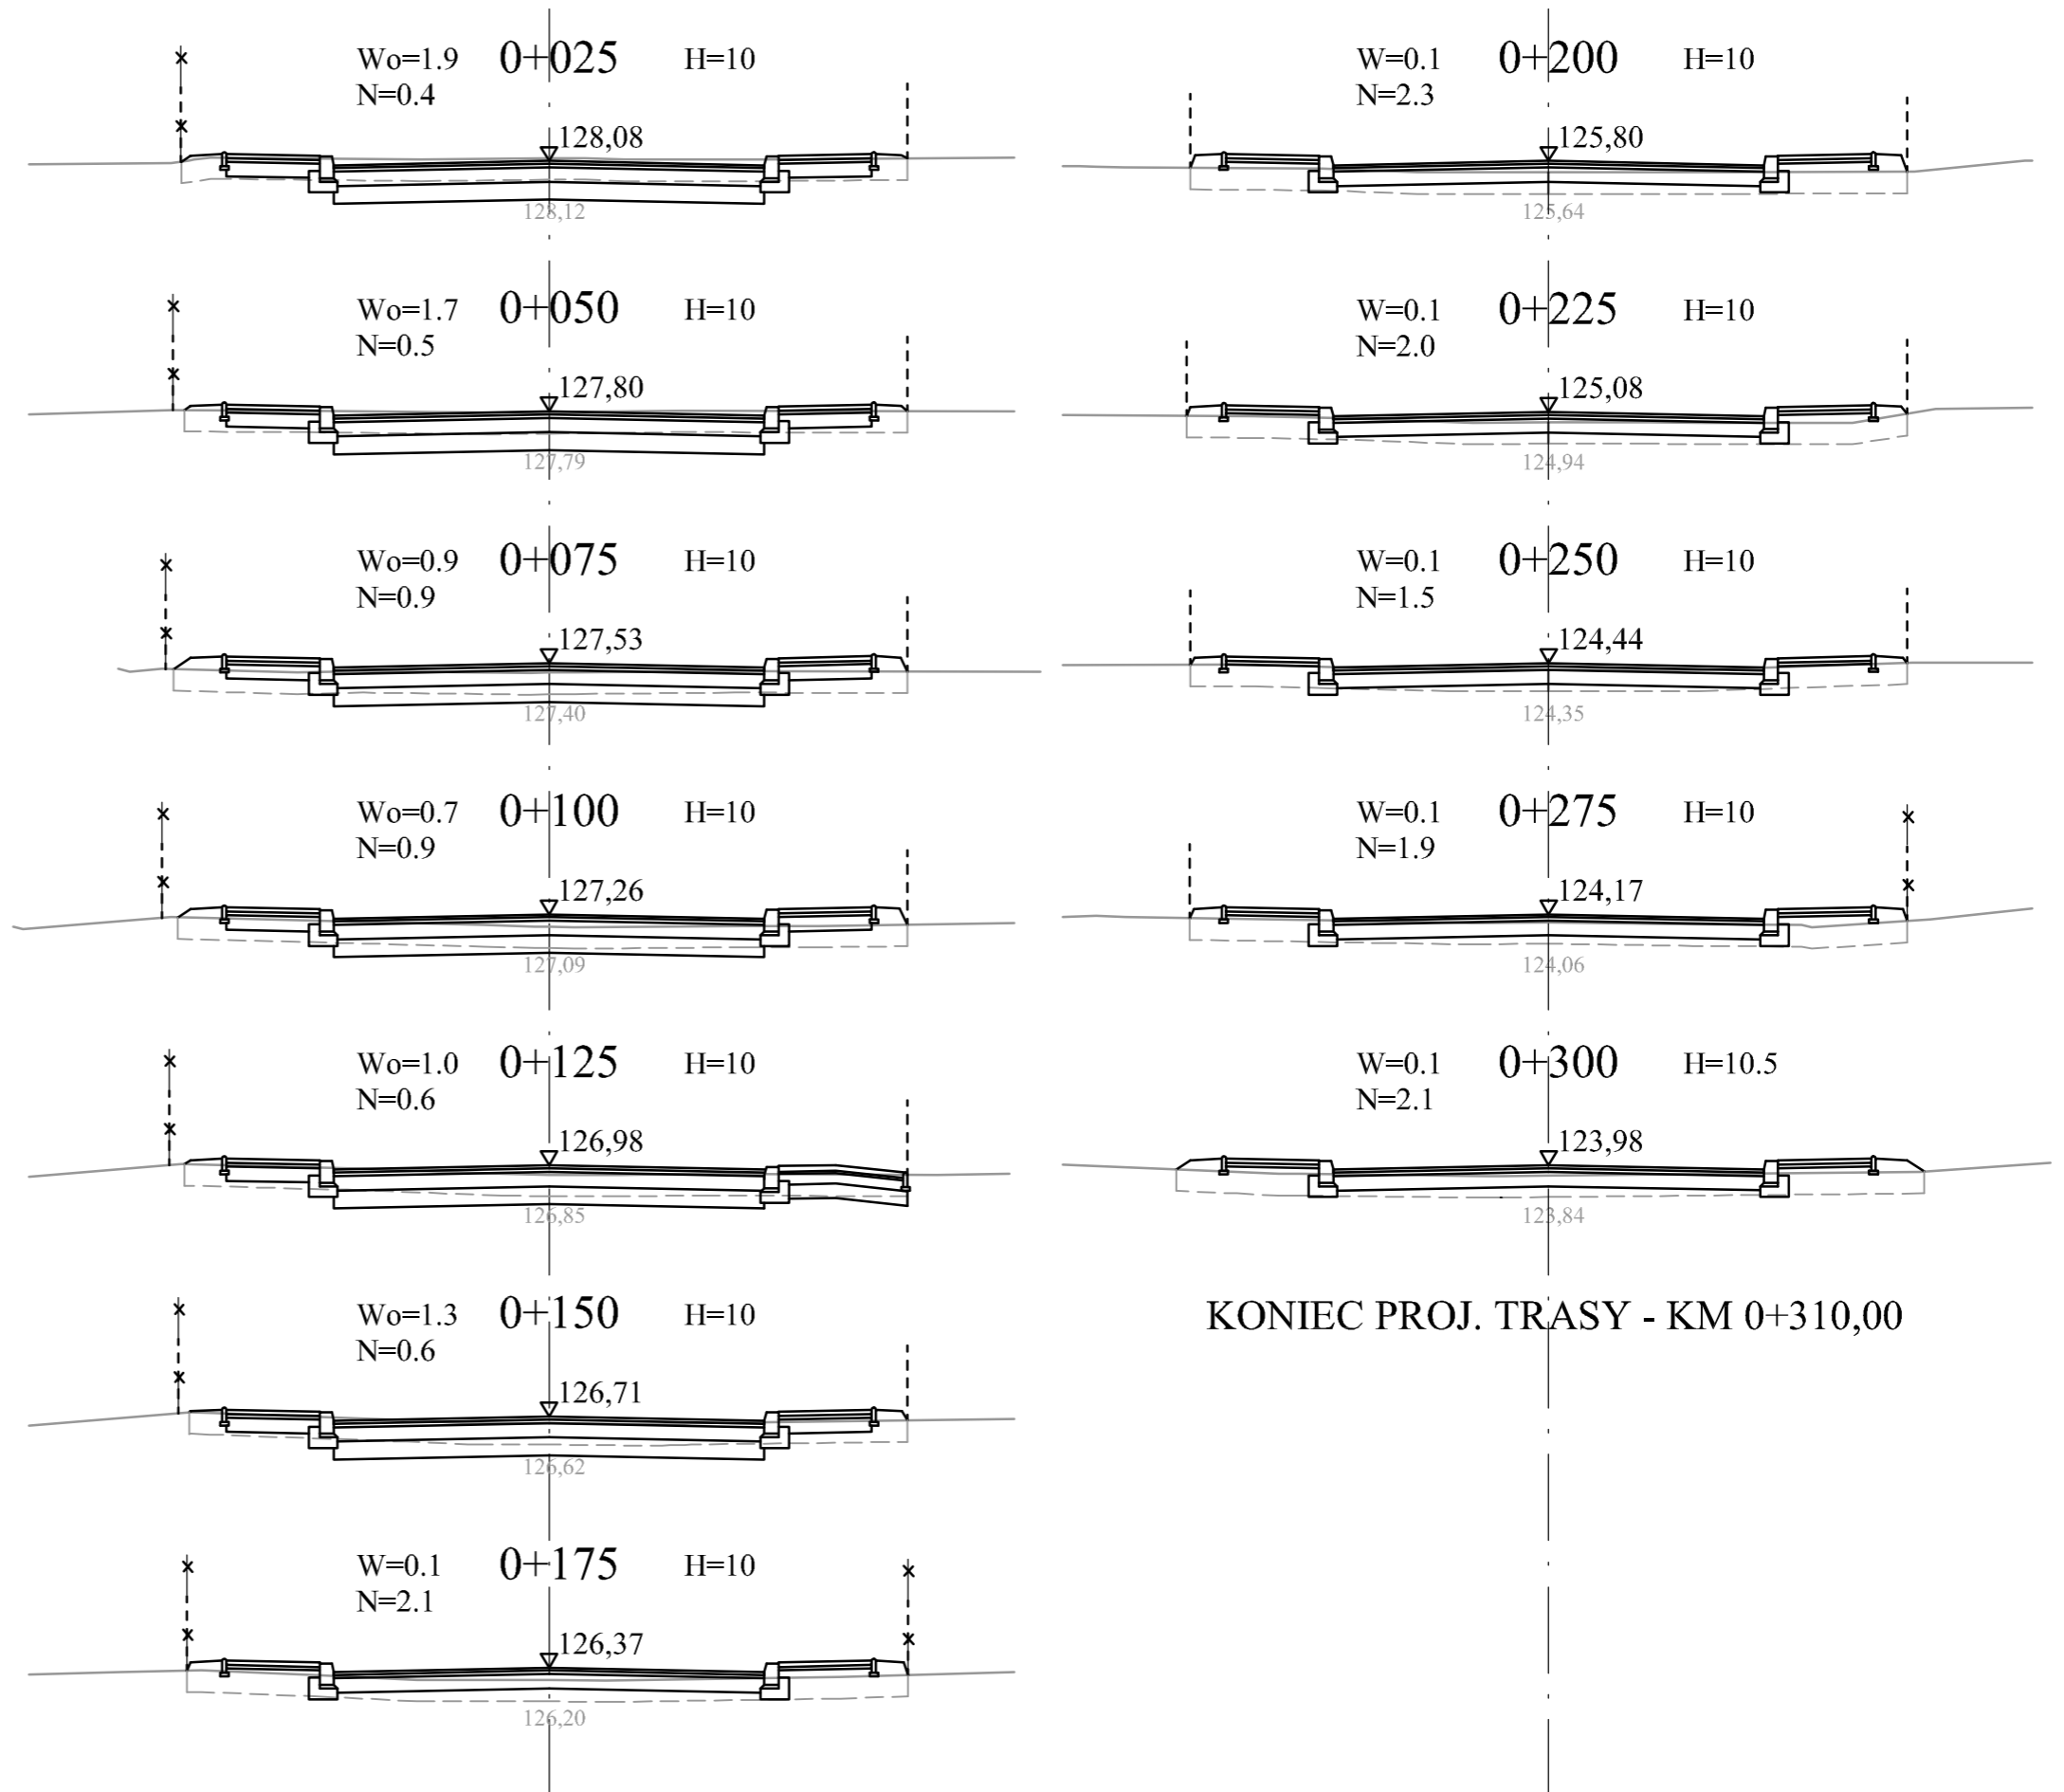 Wo=1.9 0+025 H=10
N=0.4
128,08
128,12
Wo=1.7 0+050 H=10
N=0.5
127,80
127,79
Wo=0.9 0+075 H=10
N=0.9
127,53
127,40
Wo=0.7 0+100 H=10
N=0.9
127,26
127,09
Wo=1.0 0+125 H=10
N=0.6
126,98
126,85
Wo=1.3 0+150 H=10
N=0.6
126,71
126,62
W=0.1 0+175 H=10
N=2.1
126,37
126,20
W=0.1 0+200 H=10
N=2.3
125,80
125,64
W=0.1 0+225 H=10
N=2.0
125,08
124,94
W=0.1 0+250 H=10
N=1.5
124,44
124,35
W=0.1 0+275 H=10
N=1.9
124,17
124,06
W=0.1 0+300 H=10.5
N=2.1
123,98
123,84
KONIEC PROJ. TRASY - KM 0+310,00